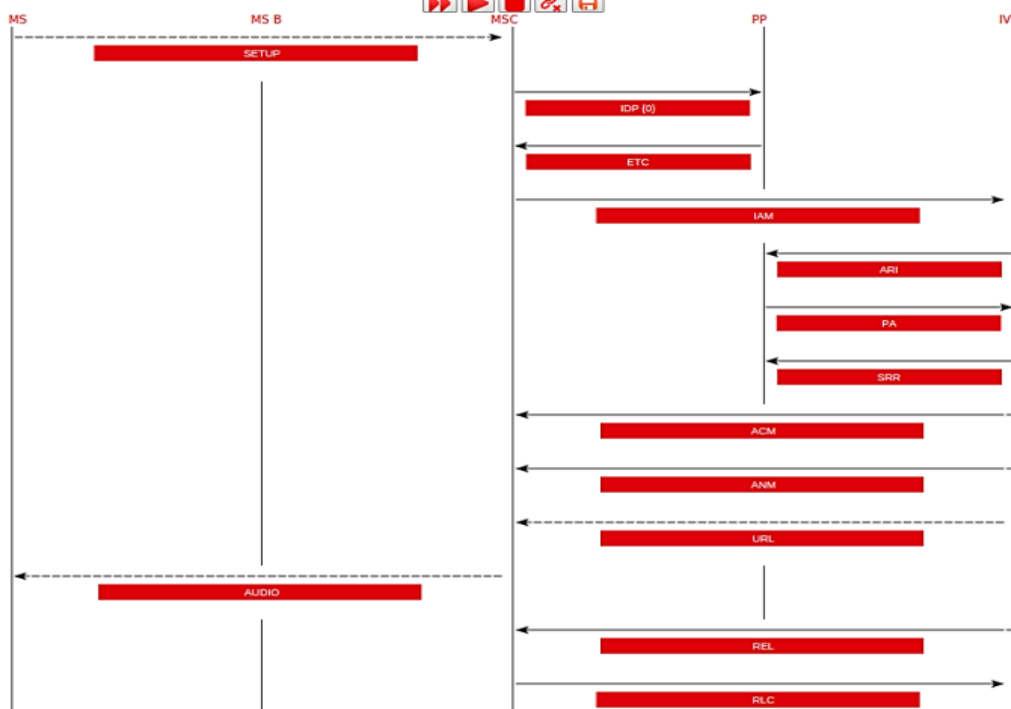 MS MS B MSC PP IV
SETUP
IDP (0)
ETC
IAM
ARI
PA
SRR
ACM
ANM
URL
AUDIO
REL
RLC